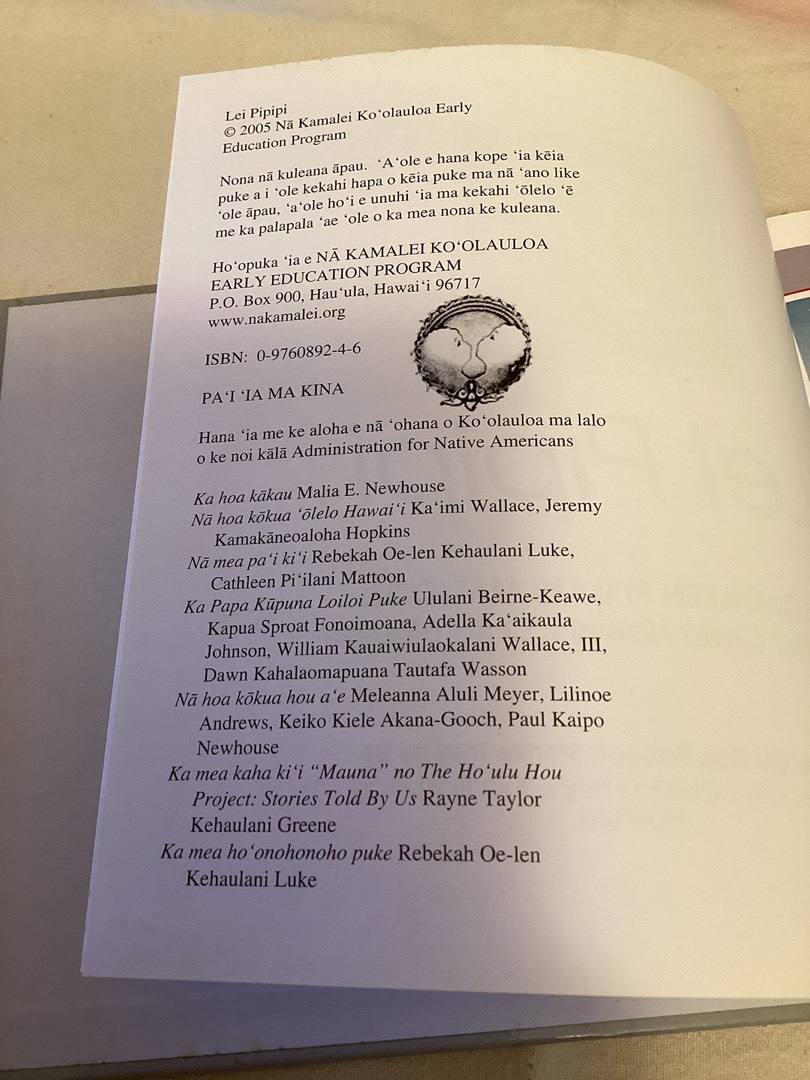 Lei Pipipi
© 2005 Nā Kamalei Koʻolauloa Early
Education Program
Nona nā kuleana āpau. ʻAʻole e hana kope ʻia kēia
puke a i ʻole kekahi hapa o kēia puke ma nā ʻano like
ʻole āpau, ʻaʻole hoʻi e unuhi ʻia ma kekahi ʻōlelo ʻē
me ka palapala ʻae ʻole o ka mea nona ke kuleana.
Hoʻopuka ʻia e NĀ KAMALEI KOʻOLAULOA
EARLY EDUCATION PROGRAM
P.O. Box 900, Hauʻula, Hawaiʻi 96717
www.nakamalei.org
ISBN: 0-9760892-4-6
PAʻI ʻIA MA KINA
Hana ʻia me ke aloha e nā ʻohana o Koʻolauloa ma lalo
o ke noi kālā Administration for Native Americans
Ka hoa kākau Malia E. Newhouse
Nā hoa kōkua ʻōlelo Hawaiʻi Kaʻimi Wallace, Jeremy
Kamakāneoaloha Hopkins
Nā mea paʻi kiʻi Rebekah Oe-len Kehaulani Luke,
Cathleen Piʻilani Mattoon
Ka Papa Kūpuna Loiloi Puke Ululani Beirne-Keawe,
Kapua Sproat Fonoimoana, Adella Kaʻaikaula
Johnson, William Kauaiwiulaokalani Wallace, III,
Dawn Kahalaomapuana Tautafa Wasson
Nā hoa kōkua hou aʻe Meleanna Aluli Meyer, Lilinoe
Andrews, Keiko Kiele Akana-Gooch, Paul Kaipo
Newhouse
Ka mea kaha kiʻi “Mauna” no The Hoʻulu Hou
Project: Stories Told By Us Rayne Taylor
Kehaulani Greene
Ka mea hoʻonohonoho puke Rebekah Oe-len
Kehaulani Luke